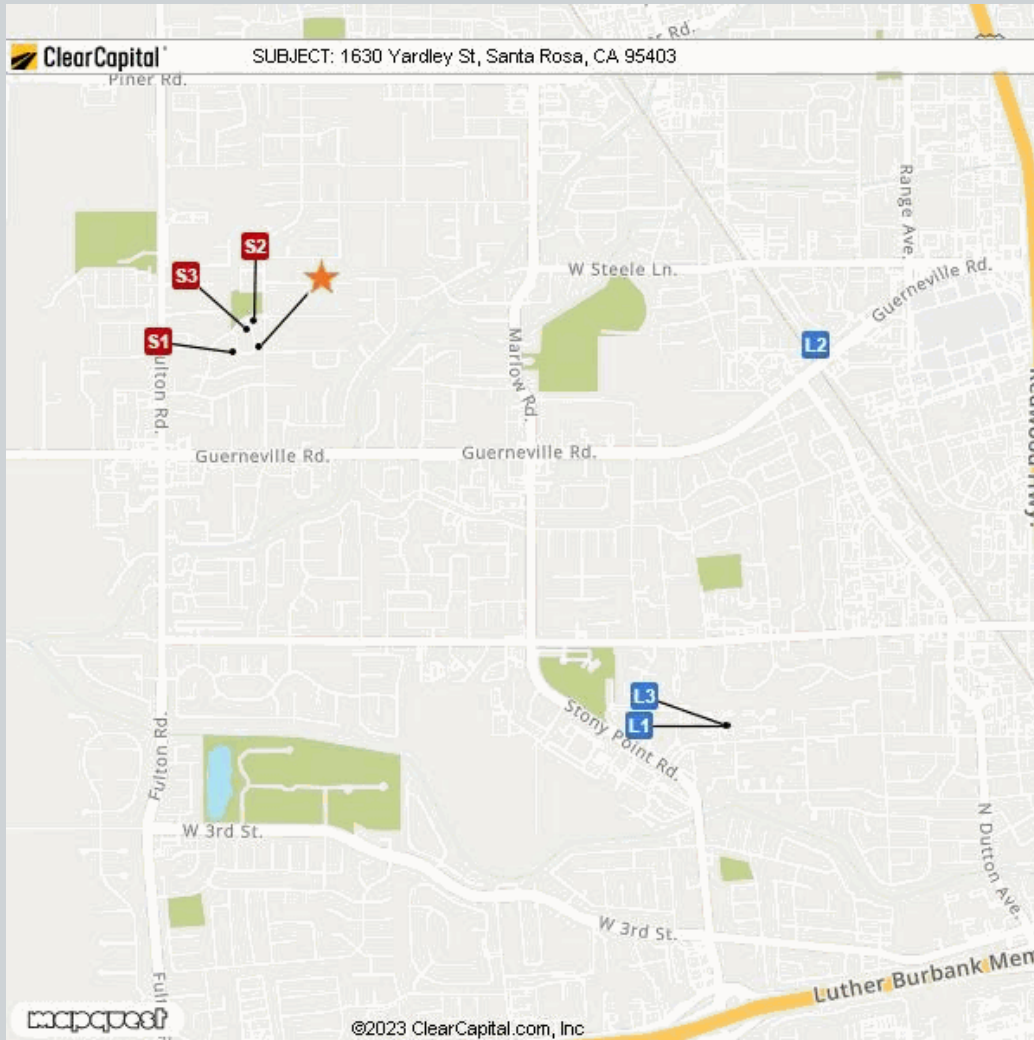 ClearCapital
SUBJECT: 1630 Yardley St, Santa Rosa, CA 95403
Piner Rd.
Range Ave.
S2
W Steele Ln.
S3
Guerneville Rd.
S1
L2
Fulton Rd.
Marlow Rd.
Guerneville Rd.
Guerneville Rd.
L3
L1
Stony Point Rd.
Fulton Rd.
W 3rd St.
N Dutton Ave.
W 3rd St.
Luther Burbank Mem
mapquest
©2023 ClearCapital.com, Inc